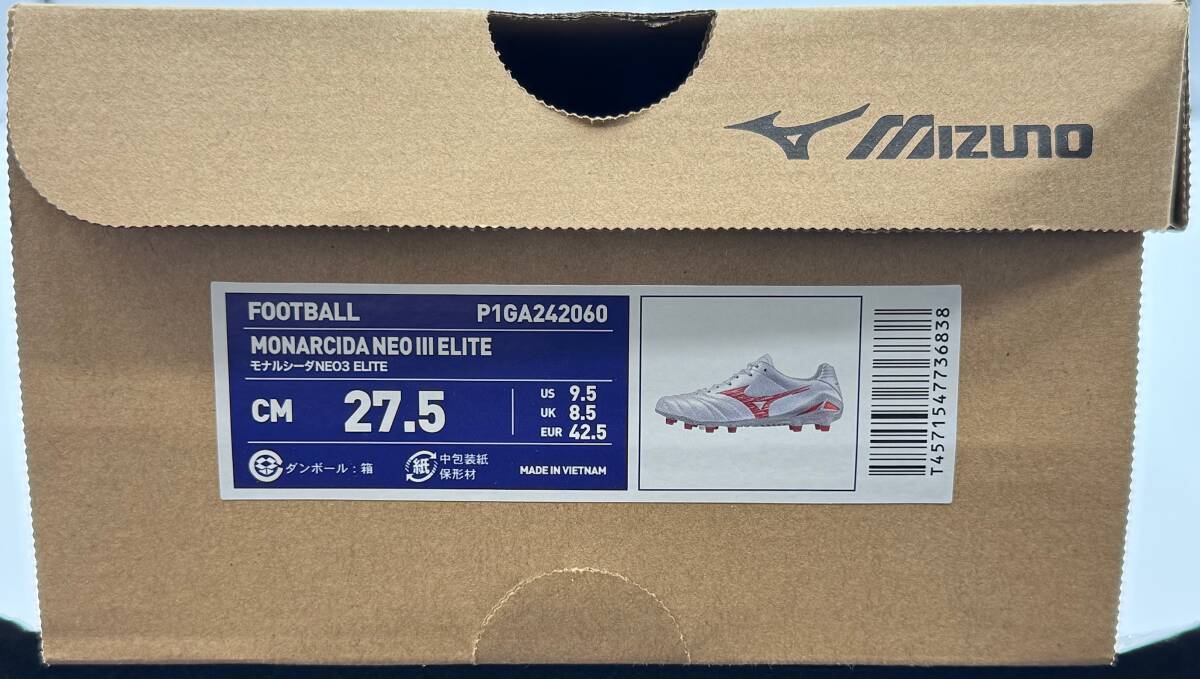 MIZUNO
FOOTBALL P1GA242060
MONARCIDA NEO III ELITE
モナルシーダNEO3 ELITE
CM 27.5
US 9.5
UK 8.5
EUR 42.5
ダンボール:箱
紙 中包装紙
保形材
MADE IN VIETNAM
T4571547736838